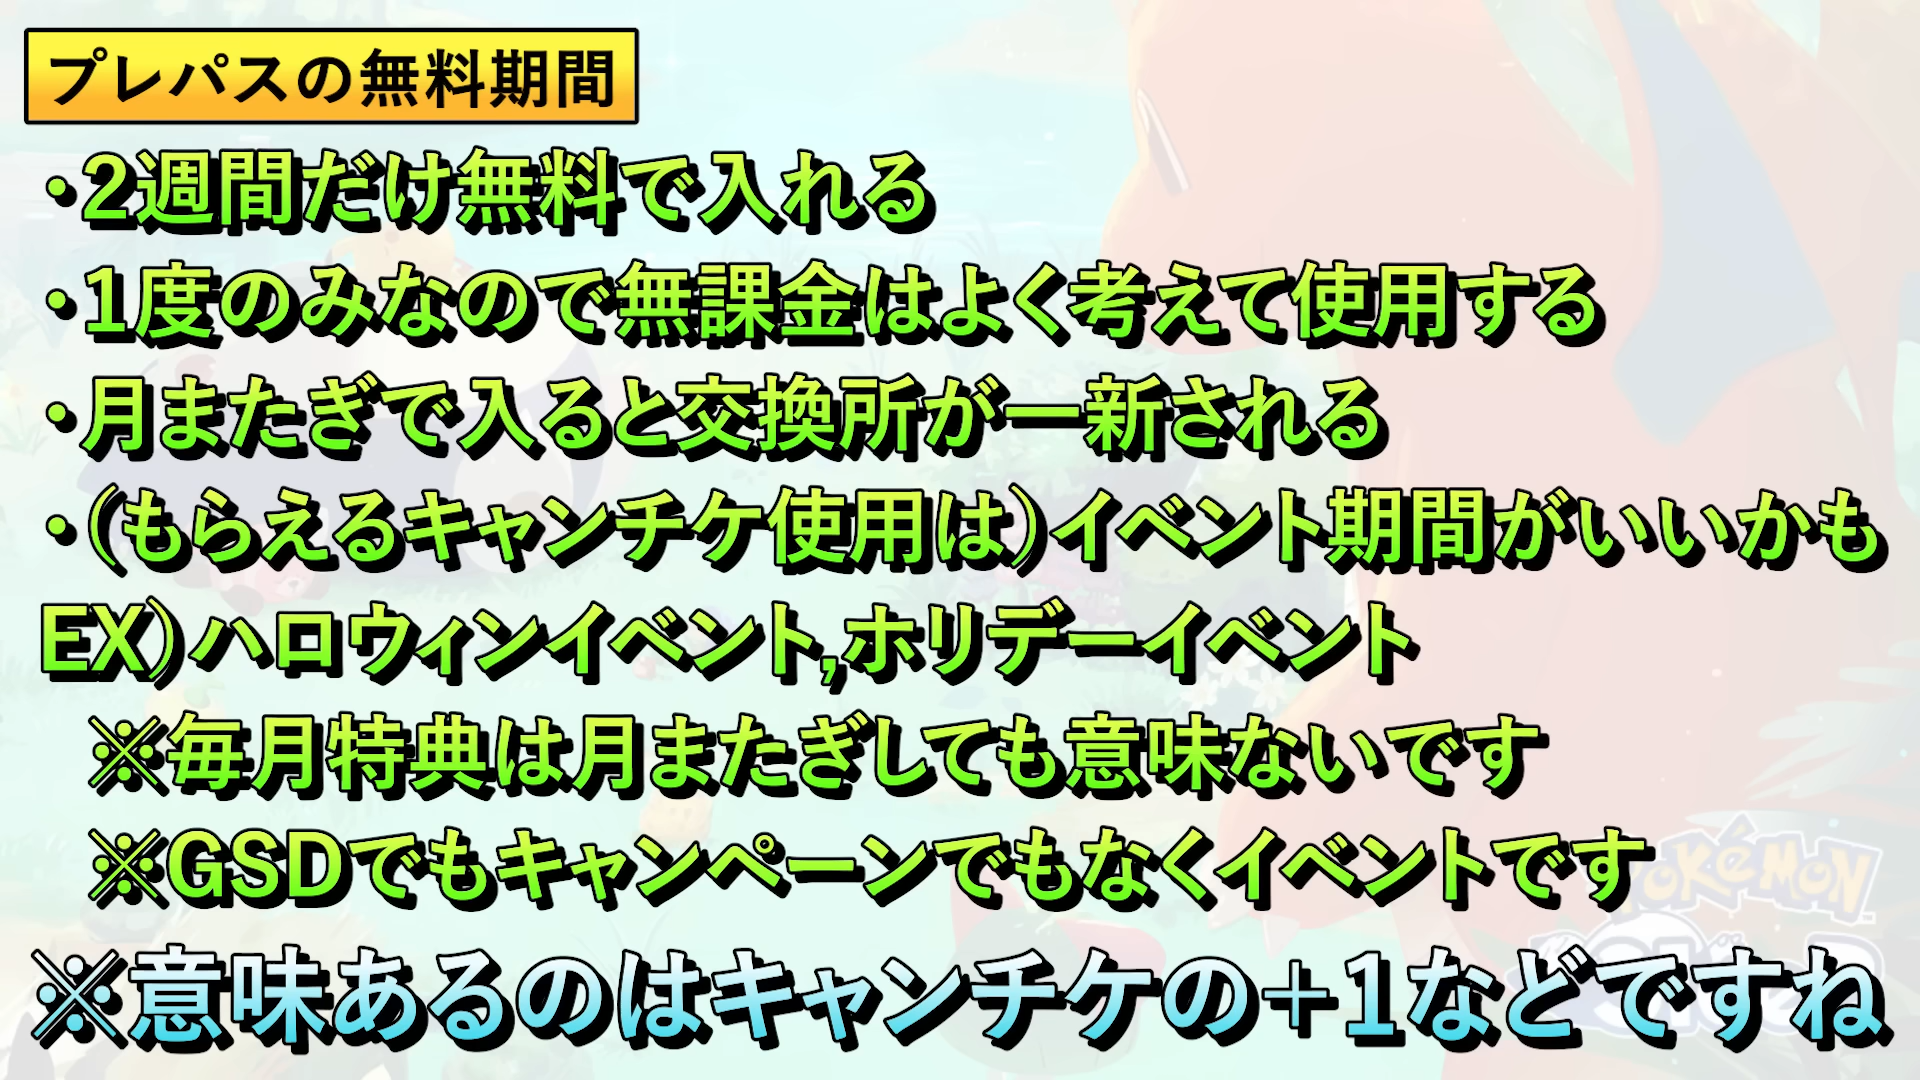 プレパスの無料期間
・2週間だけ無料で入れる
・1度のみなので無課金はよく考えて使用する
・月またぎで入ると交換所が一新される
・(もらえるキャンチケ使用は)イベント期間がいいかも
EX)ハロウィンイベント,ホリデーイベント
※毎月特典は月またぎしても意味ないです
※GSDでもキャンペーンでもなくイベントです
POKéMON
※意味あるのはキャンチケの+1などですね